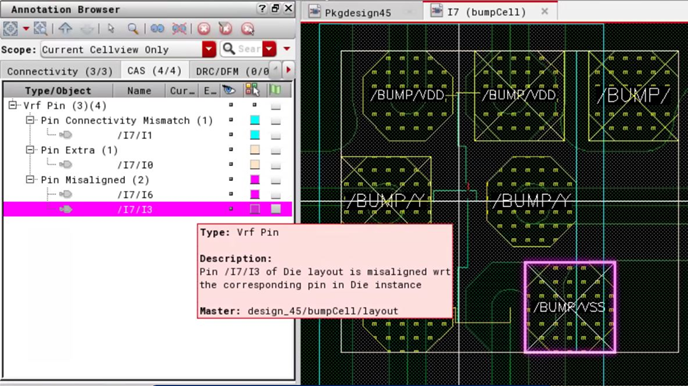 Annotation Browser
Pkgdesign45
I7 (bumpCell)
Scope: Current Cellview Only
Sear
Connectivity (3/3) CAS (4/4) DRC/DFM (0/0
Type/Object Name Cur... E...
Vrf Pin (3)(4)
Pin Connectivity Mismatch (1)
/I7/I1
Pin Extra (1)
/I7/I0
Pin Misaligned (2)
/I7/I6
/I7/I3
Type: Vrf Pin
Description:
Pin /I7/I3 of Die layout is misaligned wrt
the corresponding pin in Die instance
Master: design_45/bumpCell/layout
/BUMP/VDD
/BUMP/VDD
/BUMP/
/BUMP/Y
/BUMP/Y
/BUMP/VSS